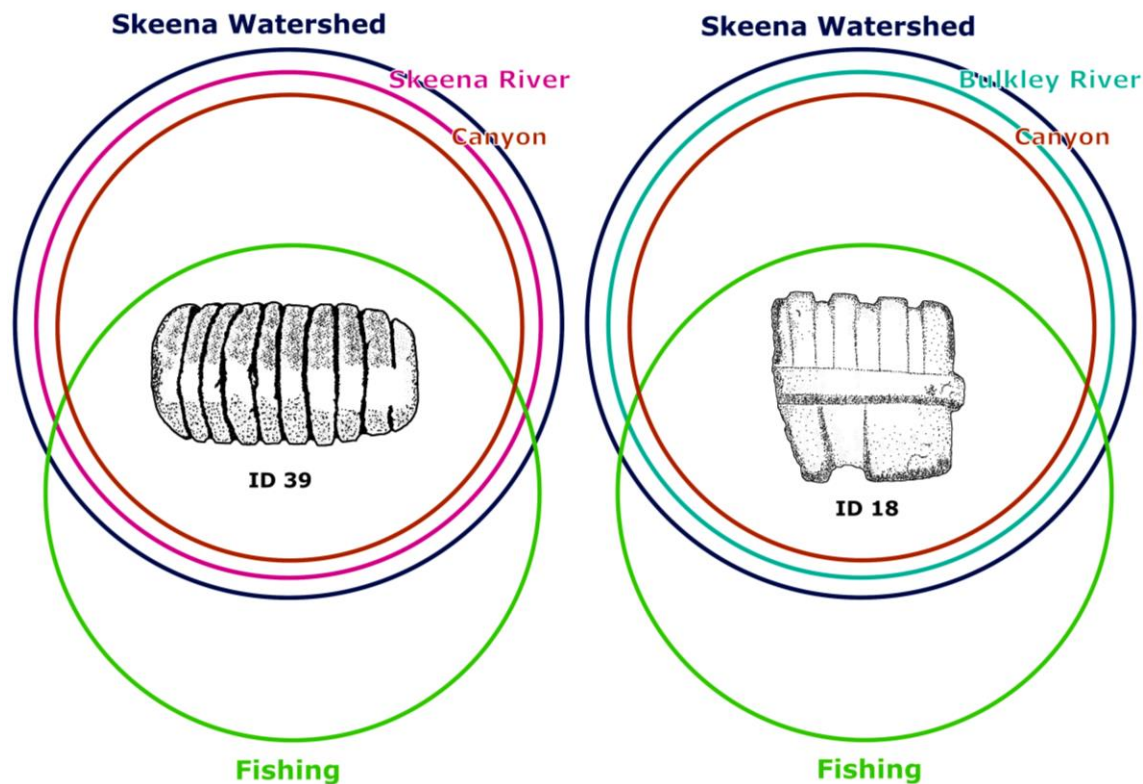 Skeena Watershed
Skeena River
Canyon
ID 39
Fishing
Skeena Watershed
Bulkley River
Canyon
ID 18
Fishing